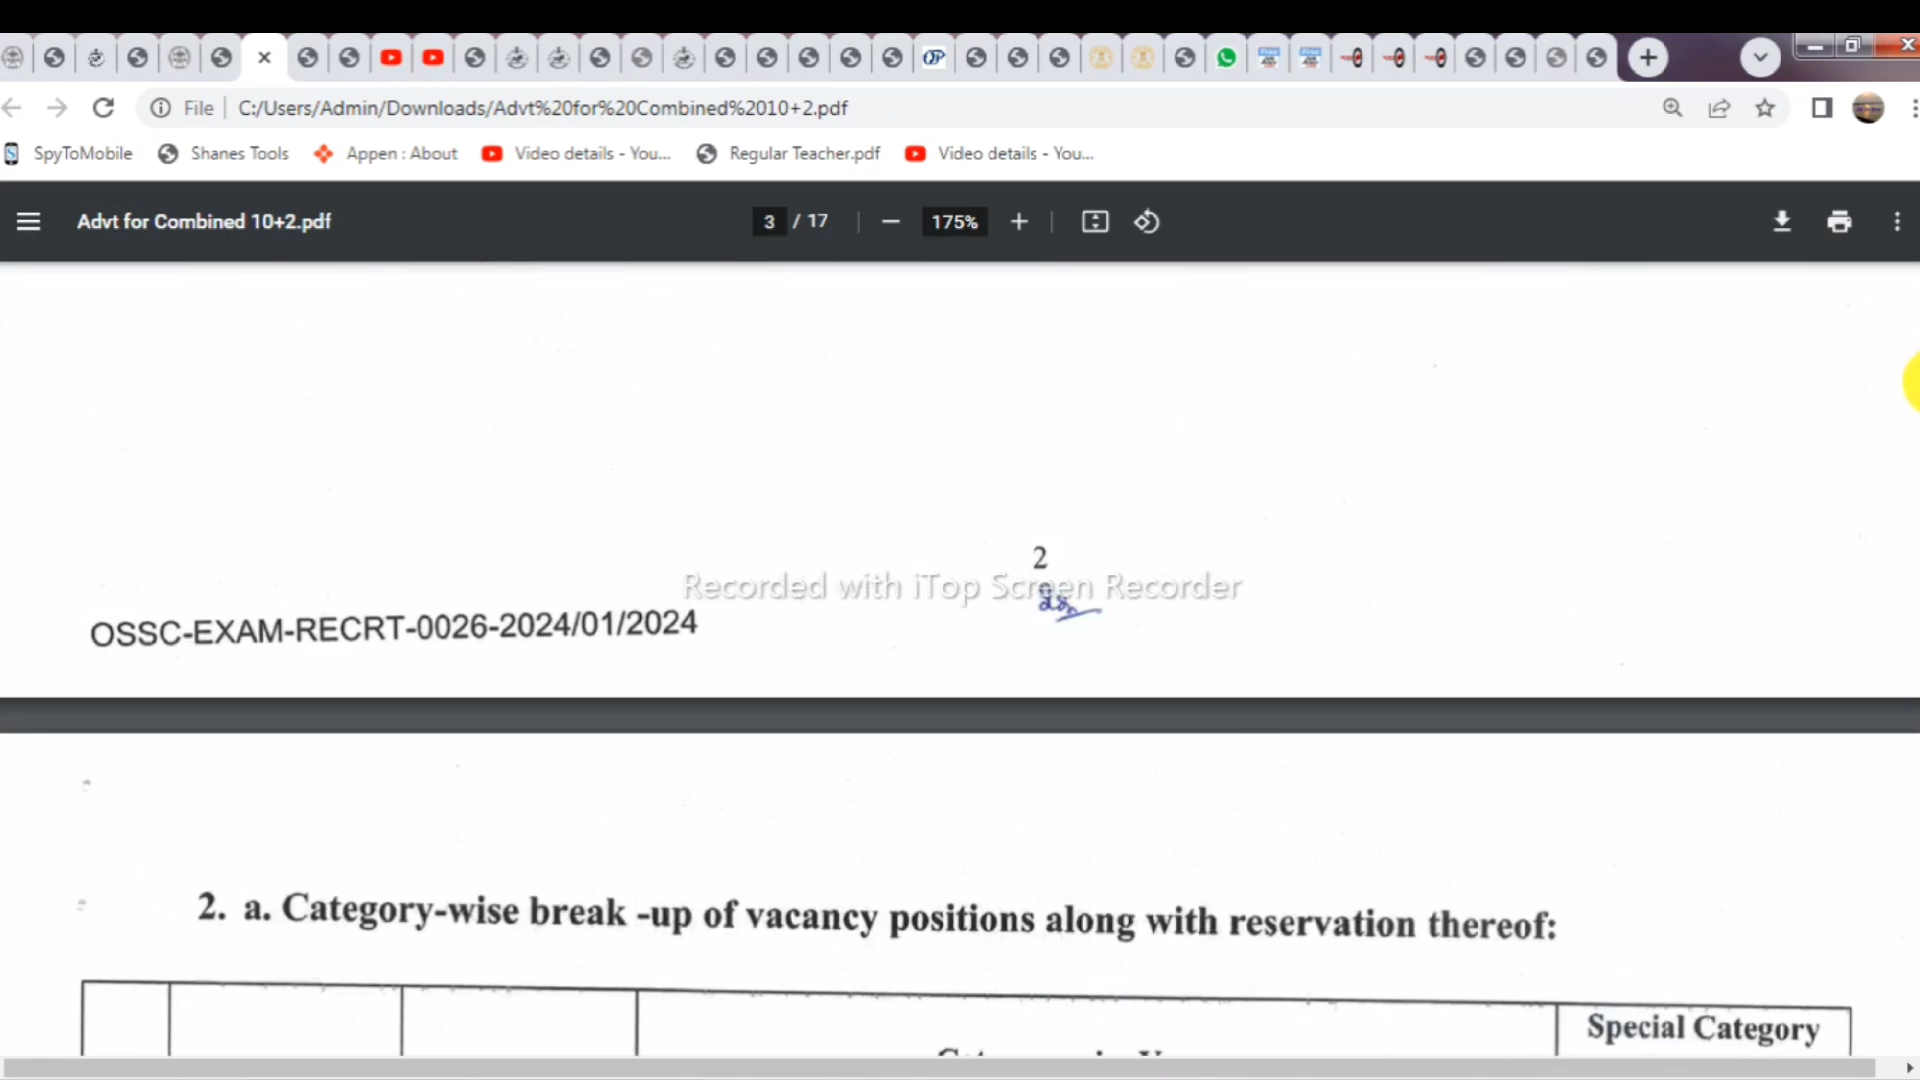 File | C:/Users/Admin/Downloads/Advt%20for%20Combined%2010+2.pdf
SpyToMobile Shanes Tools Appen : About Video details - You... Regular Teacher.pdf Video details - You...
Advt for Combined 10+2.pdf 3 / 17 175%
2
Recorded with iTop Screen Recorder
OSSC-EXAM-RECRT-0026-2024/01/2024
2. a. Category-wise break -up of vacancy positions along with reservation thereof:
Special Category